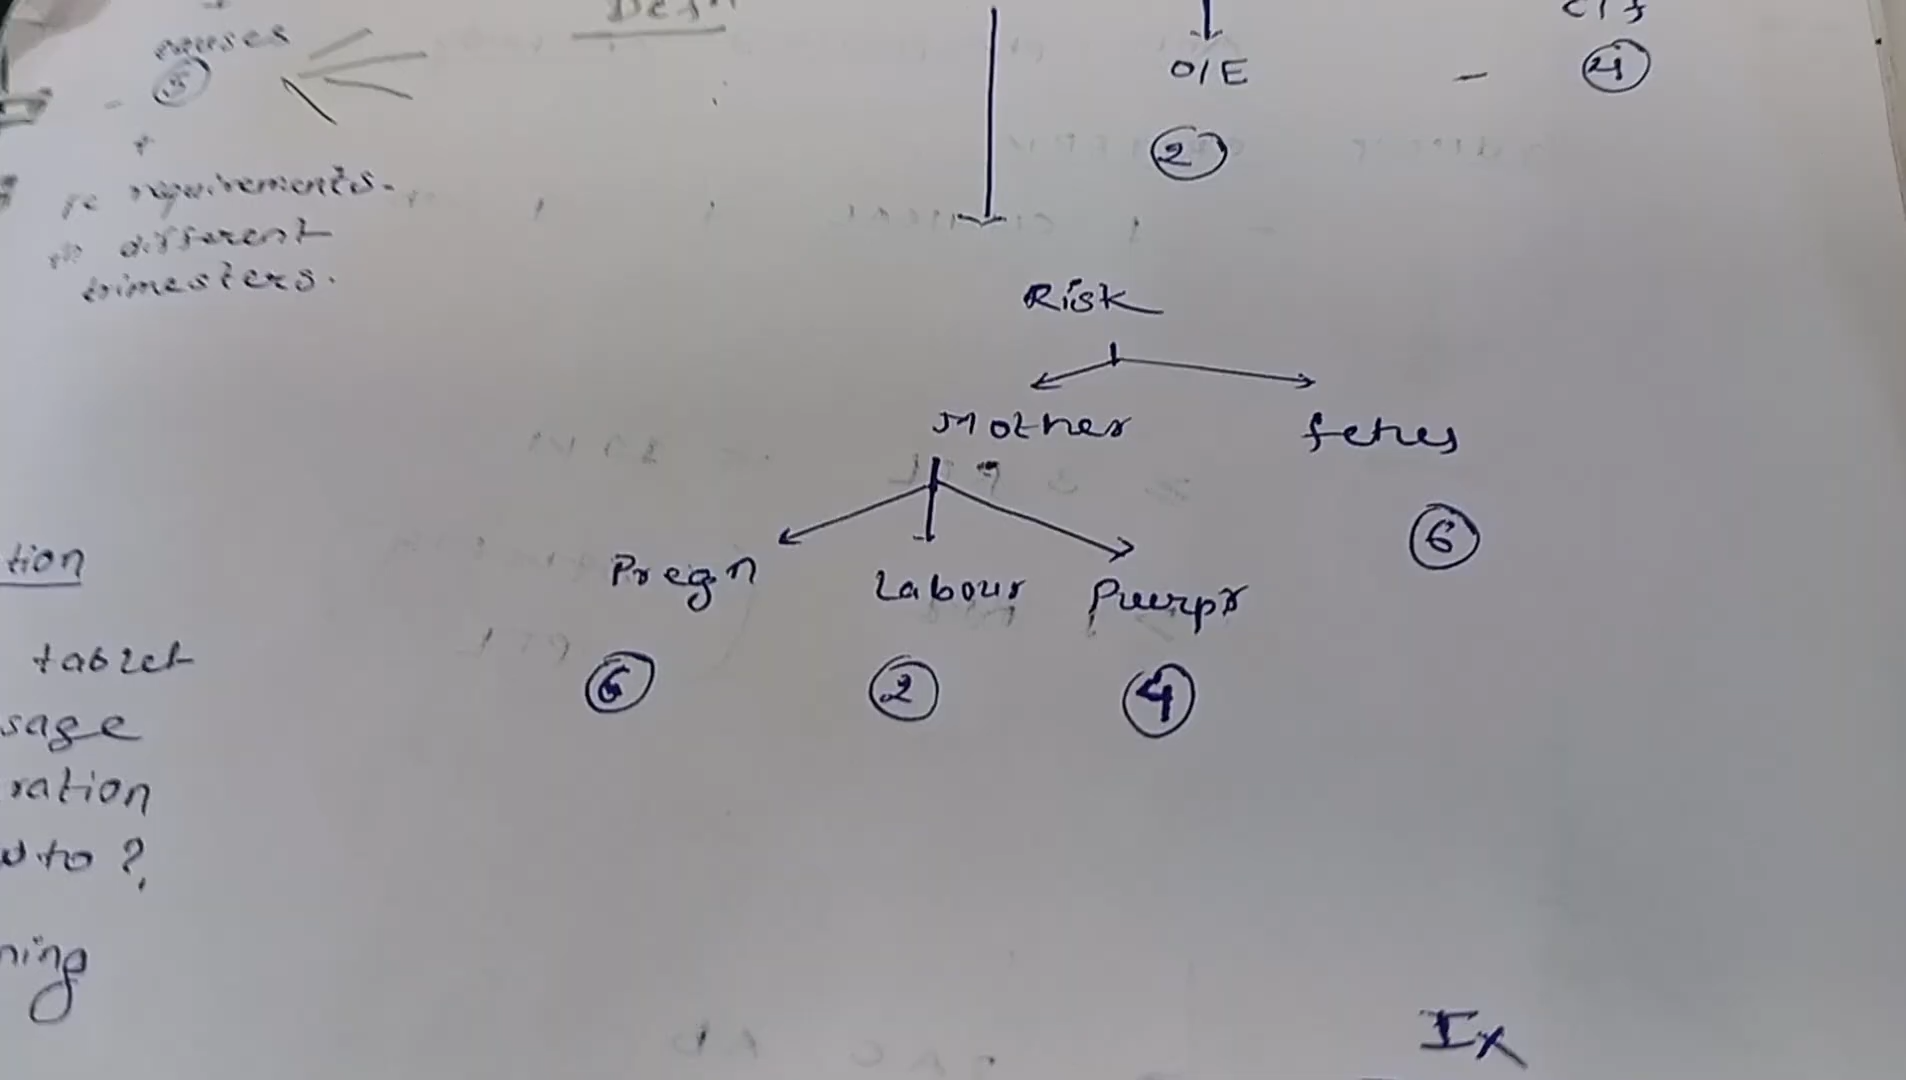 causes
5
+
requirements.
different
trimesters.
O/E
-
4
2
Risk
Mother
fetus
6
Pregn
Labour
Puerpr
6
2
4
tion
tablet
sage
ration
to ?
ning
Ix